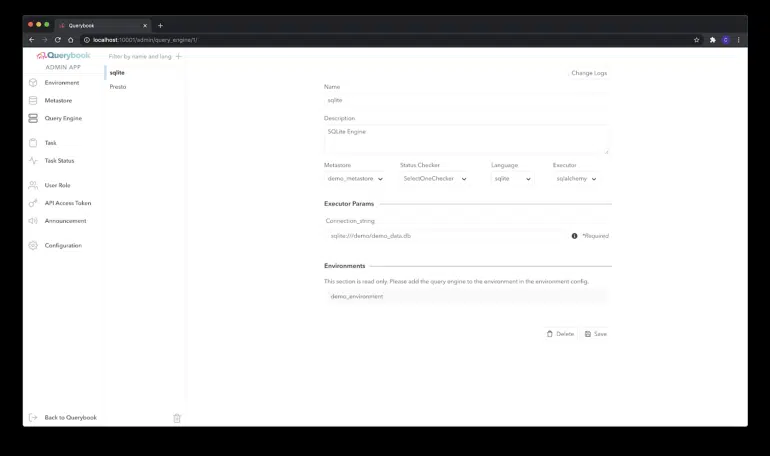 Querybook
localhost:10001/admin/query_engine/1/
Querybook
ADMIN APP
Filter by name and lang
Environment
Metastore
Query Engine
Task
Task Status
User Role
API Access Token
Announcement
Configuration
Back to Querybook
sqlite
Presto
Change Logs
Name
sqlite
Description
SQLite Engine
Metastore Status Checker Language Executor
demo_metastore SelectOneChecker sqlite sqlalchemy
Executor Params
Connection_string
sqlite:///demo/demo_data.db *Required
Environments
This section is read only. Please add the query engine to the environment in the environment config.
demo_environment
Delete Save